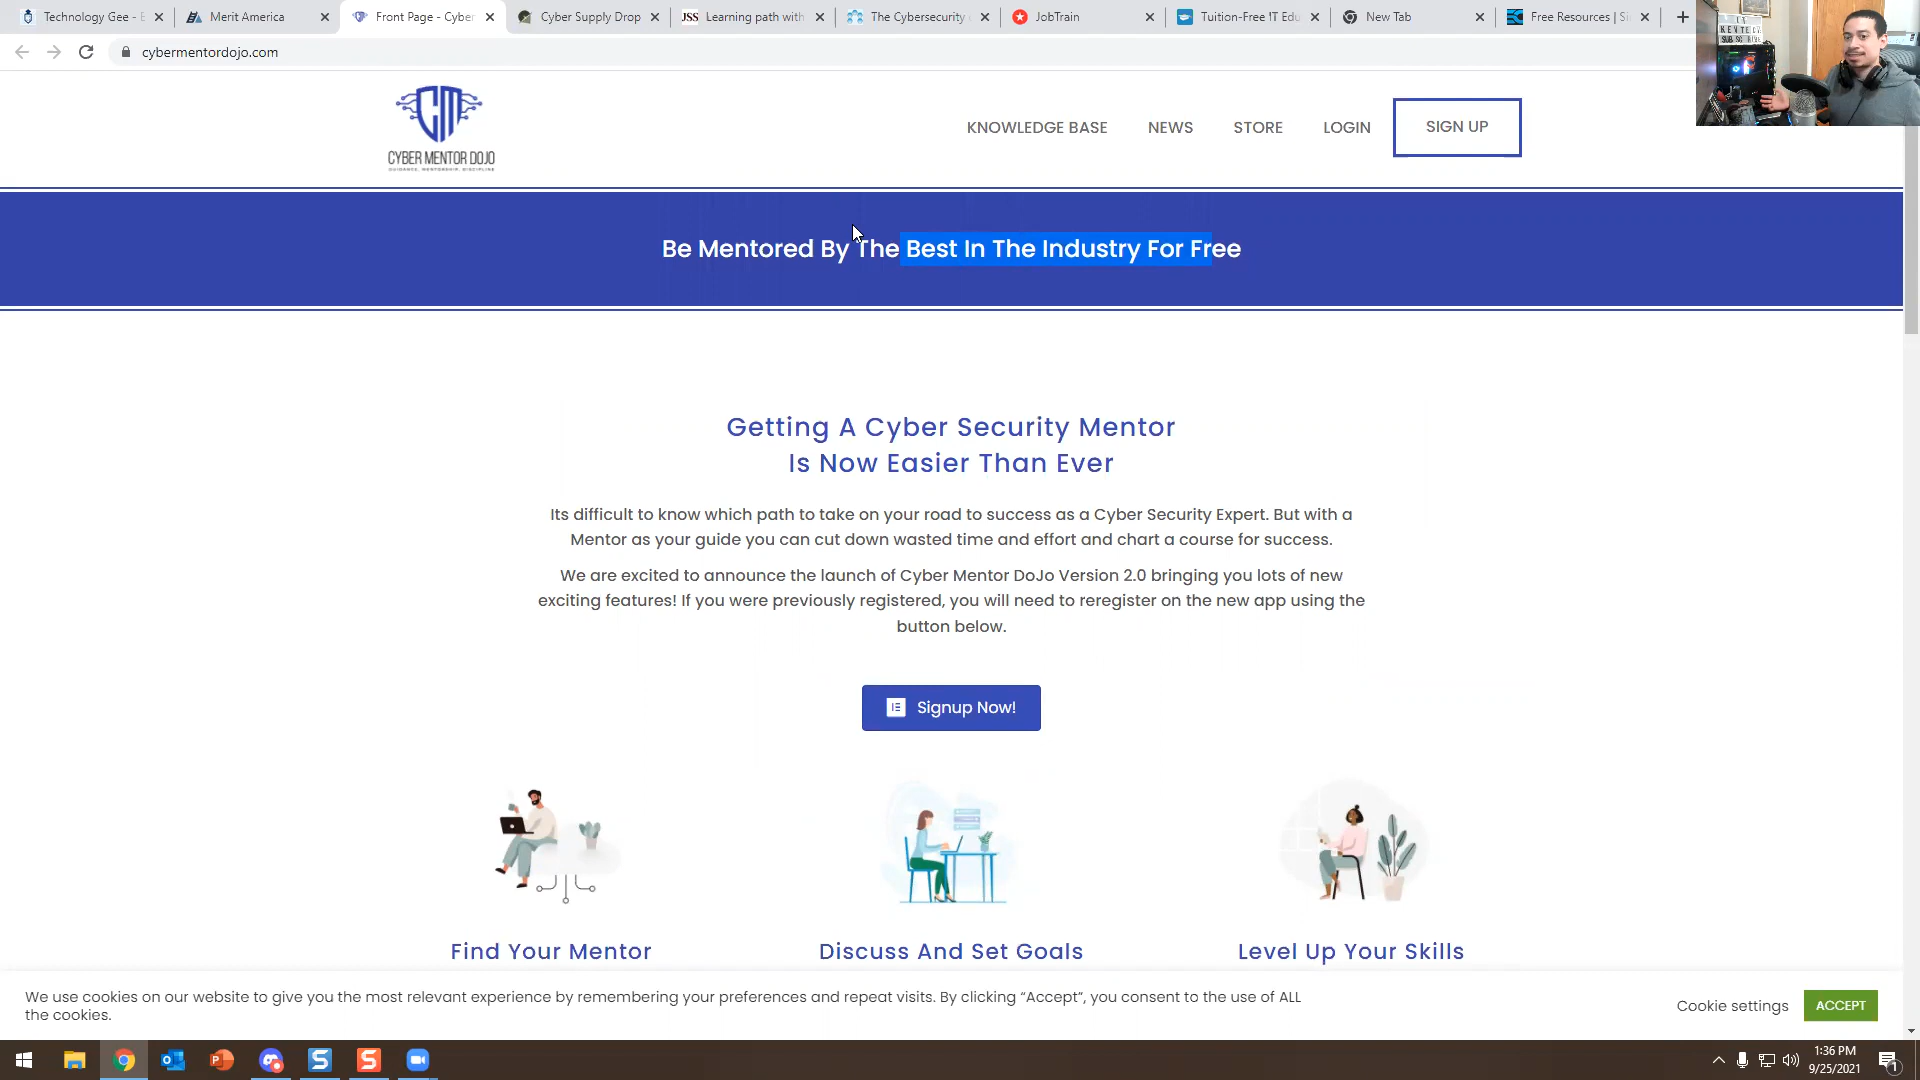 Technology Gee - E
Merit America
Front Page - Cyber
Cyber Supply Drop
JSS Learning path with
The Cybersecurity
JobTrain
Tuition-Free IT Edu
New Tab
Free Resources | Si
cybermentordojo.com
CM
CYBER MENTOR DOJO
GUIDANCE, MENTORSHIP, DISCIPLINE
KNOWLEDGE BASE
NEWS
STORE
LOGIN
SIGN UP
Be Mentored By The Best In The Industry For Free
Getting A Cyber Security Mentor
Is Now Easier Than Ever
Its difficult to know which path to take on your road to success as a Cyber Security Expert. But with a
Mentor as your guide you can cut down wasted time and effort and chart a course for success.
We are excited to announce the launch of Cyber Mentor DoJo Version 2.0 bringing you lots of new
exciting features! If you were previously registered, you will need to reregister on the new app using the
button below.
Signup Now!
Find Your Mentor
Discuss And Set Goals
Level Up Your Skills
We use cookies on our website to give you the most relevant experience by remembering your preferences and repeat visits. By clicking “Accept”, you consent to the use of ALL
the cookies.
Cookie settings
ACCEPT
1:36 PM
9/25/2021
1